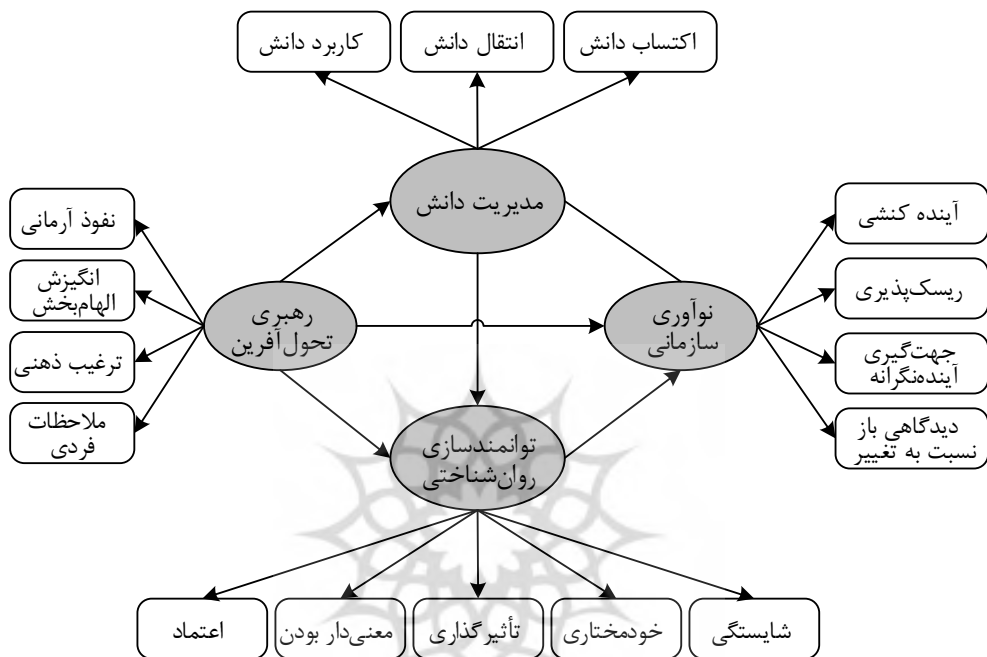 اکتساب دانش
انتقال دانش
کاربرد دانش
مدیریت دانش
آینده کنشی
نفوذ آرمانی
ریسک‌پذیری
انگیزش
الهام‌بخش
نوآوری
سازمانی
رهبری
تحول‌آفرین
جهت‌گیری
آینده‌نگرانه
ترغیب ذهنی
دیدگاهی باز
نسبت به تغییر
ملاحظات
فردی
توانمندسازی
روان‌شناختی
شایستگی
خودمختاری
تأثیرگذاری
معنی‌دار بودن
اعتماد